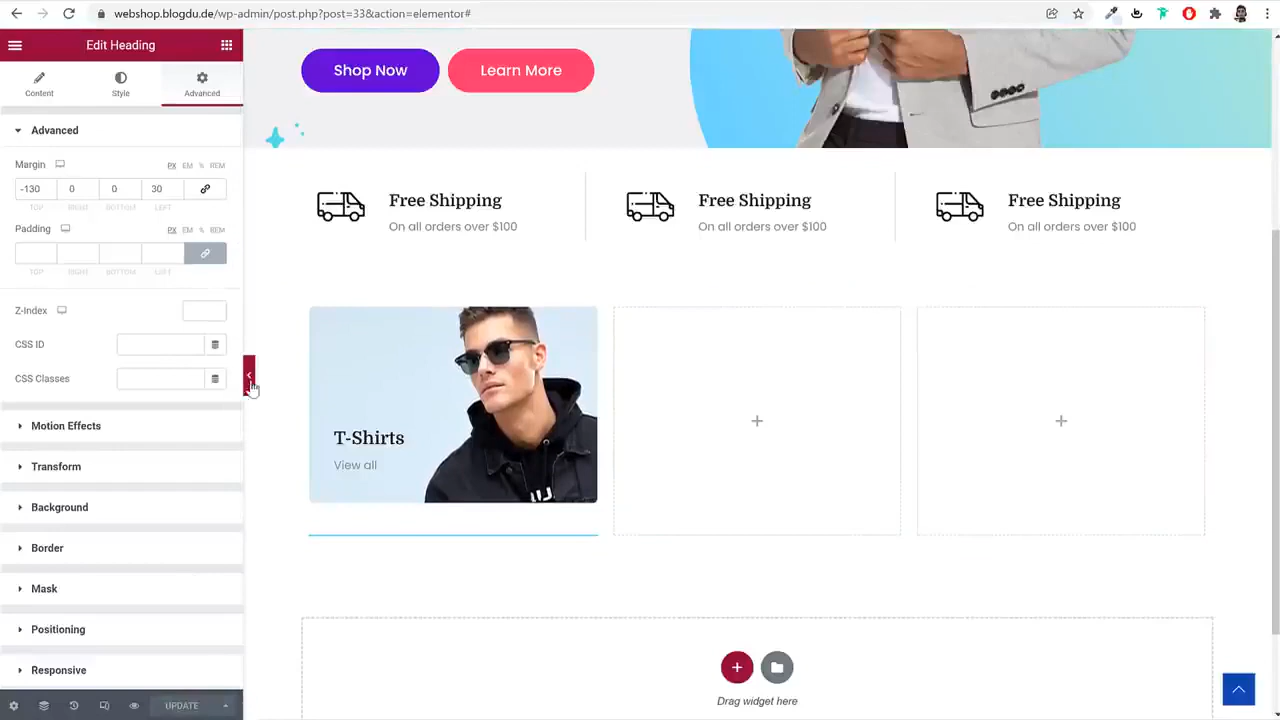 webshop.blogdu.de/wp-admin/post.php?post=33&action=elementor#
Edit Heading
Content
Style
Advanced
Advanced
Margin
PX EM % REM
-130 0 0 30
TOP RIGHT BOTTOM LEFT
Padding
PX EM % REM
TOP RIGHT BOTTOM LEFT
Z-Index
CSS ID
CSS Classes
Motion Effects
Transform
Background
Border
Mask
Positioning
Responsive
UPDATE
Shop Now
Learn More
Free Shipping
On all orders over $100
Free Shipping
On all orders over $100
Free Shipping
On all orders over $100
T-Shirts
View all
Drag widget here